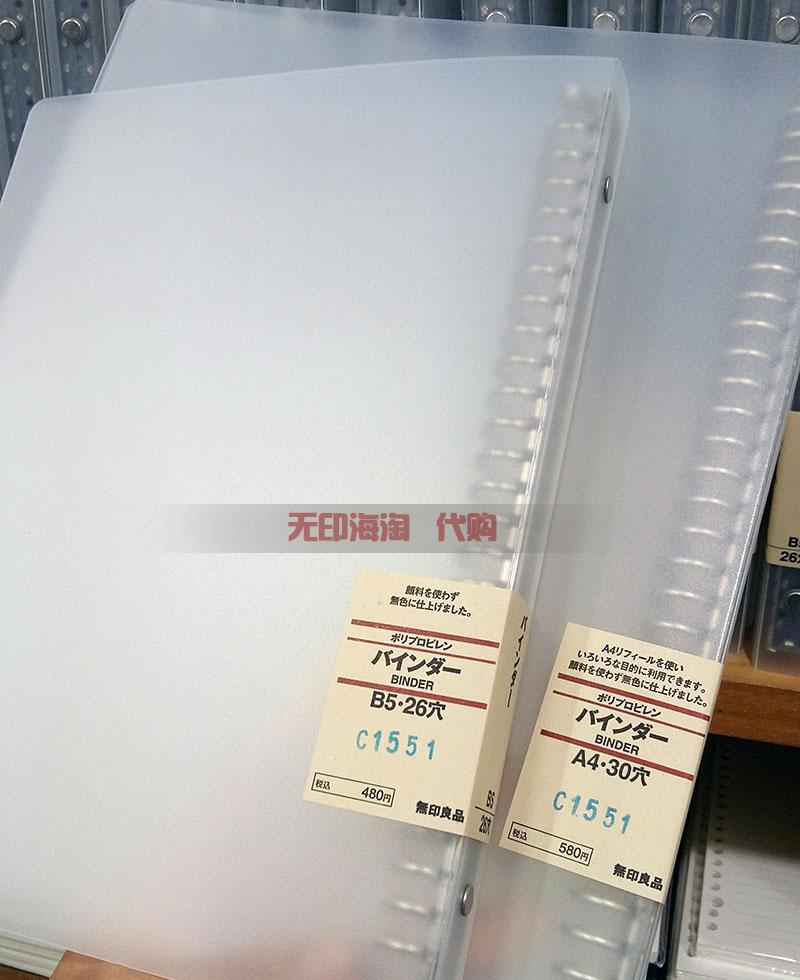 无印海淘 代购
顔料を使わず
無色に仕上げました。
ポリプロピレン
バインダー
BINDER
B5・26穴
C1551
税込 480円
無印良品
バインダー
B5
26穴
A4リフィールを使い
いろいろな目的に利用できます。
顔料を使わず無色に仕上げました。
ポリプロピレン
バインダー
BINDER
A4・30穴
C1551
税込 580円
無印良品